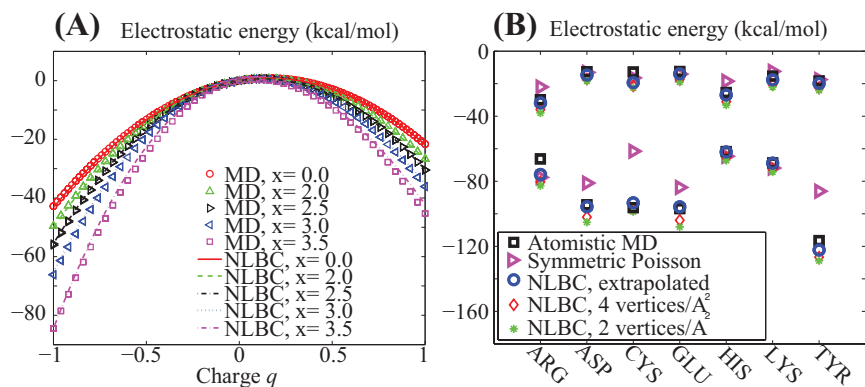 (A)
Electrostatic energy (kcal/mol)
0
−20
−40
−60
−80
MD, x= 0.0
MD, x= 2.0
MD, x= 2.5
MD, x= 3.0
MD, x= 3.5
NLBC, x= 0.0
NLBC, x= 2.0
NLBC, x= 2.5
NLBC, x= 3.0
NLBC, x= 3.5
−1
−0.5
0
0.5
1
Charge q
Electrostatic energy (kcal/mol)
(B)
0
−40
−80
−120
−160
Atomistic MD
Symmetric Poisson
NLBC, extrapolated
NLBC, 4 vertices/A²
NLBC, 2 vertices/A²
ARG
ASP
CYS
GLU
HIS
LYS
TYR